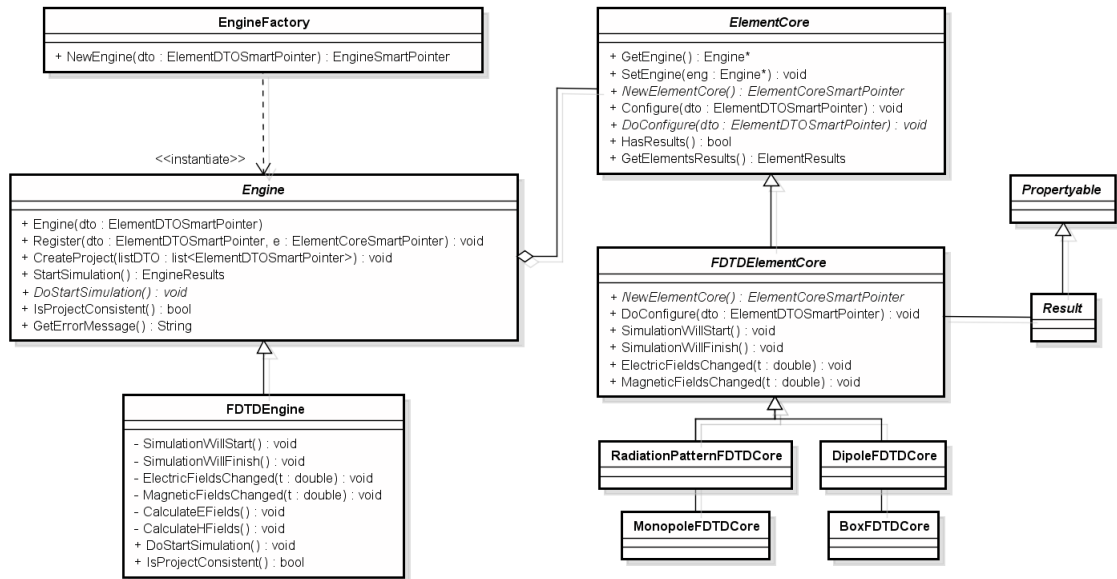 EngineFactory
+ NewEngine(dto : ElementDTOSmartPointer) : EngineSmartPointer
<<instantiate>>
Engine
+ Engine(dto : ElementDTOSmartPointer)
+ Register(dto : ElementDTOSmartPointer, e : ElementCoreSmartPointer) : void
+ CreateProject(listDTO : list<ElementDTOSmartPointer>) : void
+ StartSimulation() : EngineResults
+ DoStartSimulation() : void
+ IsProjectConsistent() : bool
+ GetErrorMessage() : String
FDTDEngine
- SimulationWillStart() : void
- SimulationWillFinish() : void
- ElectricFieldsChanged(t : double) : void
- MagneticFieldsChanged(t : double) : void
- CalculateEFields() : void
- CalculateHFields() : void
+ DoStartSimulation() : void
+ IsProjectConsistent() : bool
ElementCore
+ GetEngine() : Engine*
+ SetEngine(eng : Engine*) : void
+ NewElementCore() : ElementCoreSmartPointer
+ Configure(dto : ElementDTOSmartPointer) : void
+ DoConfigure(dto : ElementDTOSmartPointer) : void
+ HasResults() : bool
+ GetElementsResults() : ElementResults
Propertyable
FDTDElementCore
+ NewElementCore() : ElementCoreSmartPointer
+ DoConfigure(dto : ElementDTOSmartPointer) : void
+ SimulationWillStart() : void
+ SimulationWillFinish() : void
+ ElectricFieldsChanged(t : double) : void
+ MagneticFieldsChanged(t : double) : void
Result
RadiationPatternFDTDCore
DipoleFDTDCore
MonopoleFDTDCore
BoxFDTDCore